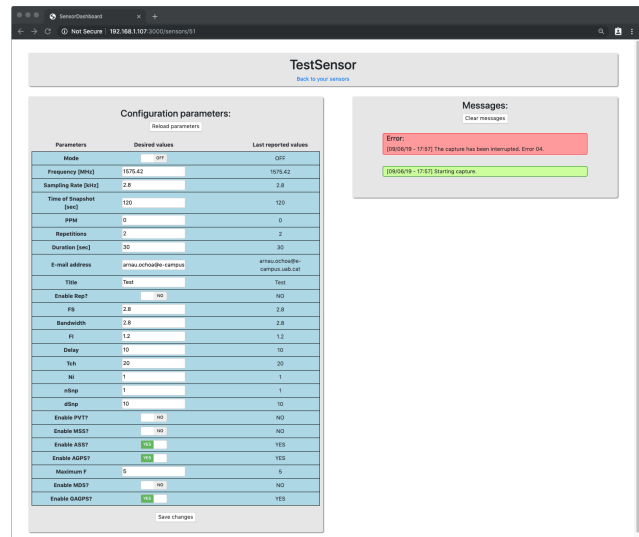 SensorDashboard
Not Secure | 192.168.1.107:3000/sensors/51
TestSensor
Back to your sensors
Configuration parameters:
Reload parameters
Parameters Desired values Last reported values
Mode OFF OFF
Frequency [MHz] 1575.42 1575.42
Sampling Rate [kHz] 2.8 2.8
Time of Snapshot
[sec] 120 120
PPM 0 0
Repetitions 2 2
Duration [sec] 30 30
E-mail address arnau.ochoa@e-campus arnau.ochoa@e-
campus.uab.cat
Title Test Test
Enable Rep? NO NO
FS 2.8 2.8
Bandwidth 2.8 2.8
FI 1.2 1.2
Delay 10 10
Tch 20 20
Ni 1 1
nSnp 1 1
dSnp 10 10
Enable PVT? NO NO
Enable MSS? NO NO
Enable ASS? YES YES
Enable AGPS? YES YES
Maximum F 5 5
Enable MDS? NO NO
Enable GAGPS? YES YES
Save changes
Messages:
Clear messages
Error:
[09/06/19 - 17:57] The capture has been interrupted. Error 04.
[09/06/19 - 17:57] Starting capture.